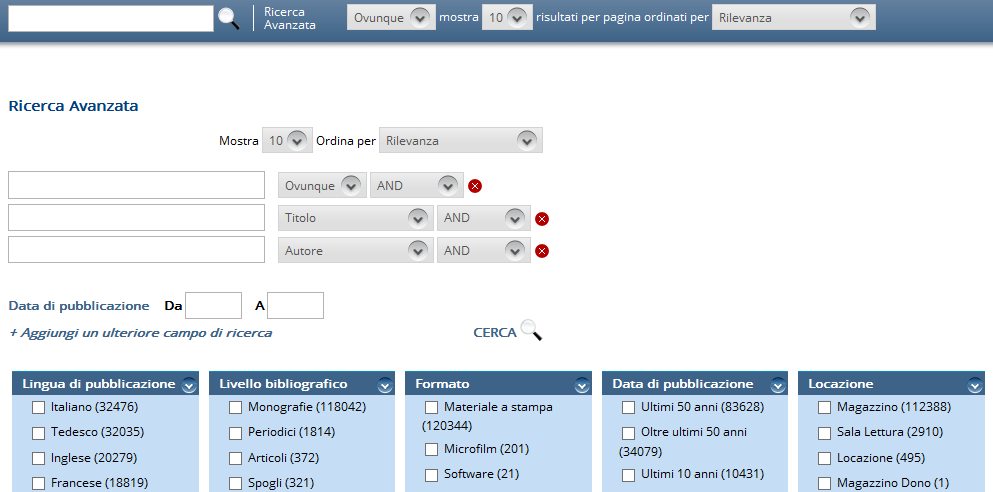 Ricerca Avanzata Ovunque mostra 10 risultati per pagina ordinati per Rilevanza
Ricerca Avanzata
Mostra 10 Ordina per Rilevanza
Ovunque AND
Titolo AND
Autore AND
Data di pubblicazione Da A
+ Aggiungi un ulteriore campo di ricerca CERCA
Lingua di pubblicazione
Italiano (32476)
Tedesco (32035)
Inglese (20279)
Francese (18819)
Livello bibliografico
Monografie (118042)
Periodici (1814)
Articoli (372)
Spogli (321)
Formato
Materiale a stampa
(120344)
Microfilm (201)
Software (21)
Data di pubblicazione
Ultimi 50 anni (83628)
Oltre ultimi 50 anni
(34079)
Ultimi 10 anni (10431)
Locazione
Magazzino (112388)
Sala Lettura (2910)
Locazione (495)
Magazzino Dono (1)